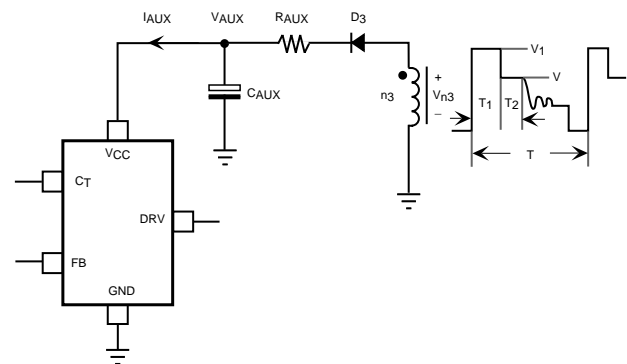 IAUX
VAUX
RAUX
D3
CAUX
n3
+
Vn3
–
V1
V
T1
T2
T
VCC
CT
DRV
FB
GND